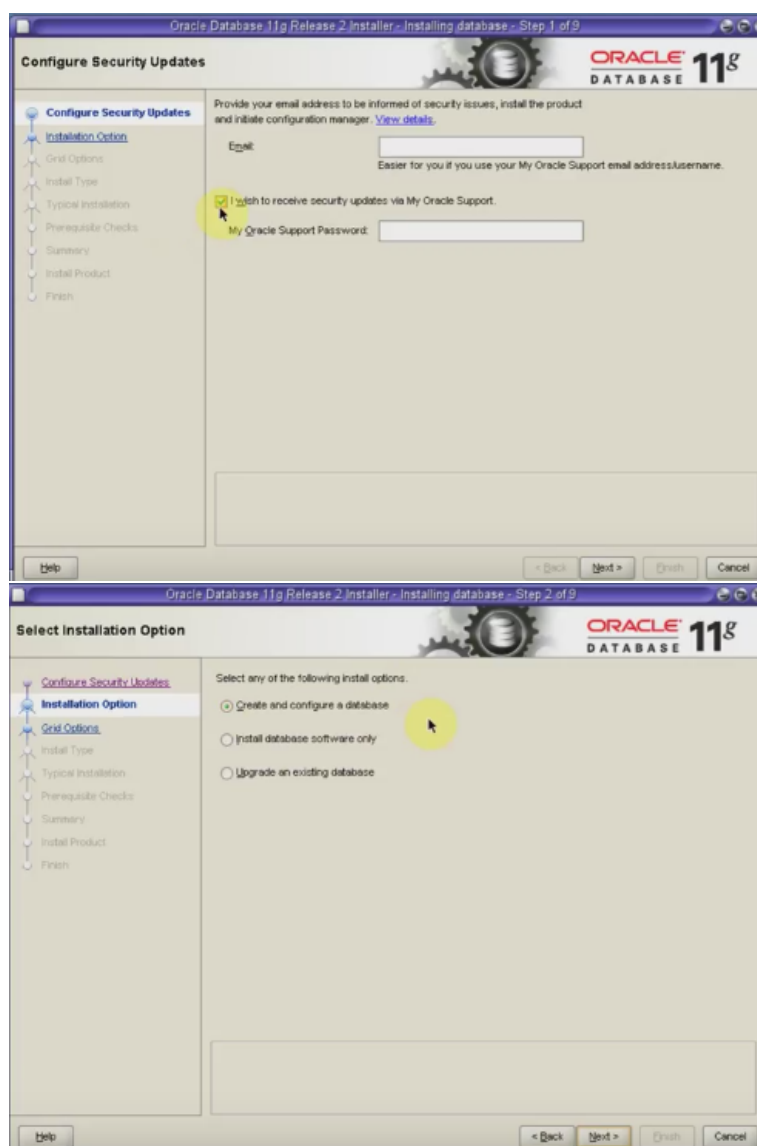 Oracle Database 11g Release 2 Installer - Installing database - Step 1 of 9
Configure Security Updates
ORACLE
DATABASE
11g
Configure Security Updates
Installation Option
Grid Options
Install Type
Typical Installation
Prerequisite Checks
Summary
Install Product
Finish
Provide your email address to be informed of security issues, install the product
and initiate configuration manager. View details.
Email:
Easier for you if you use your My Oracle Support email address/username.
I wish to receive security updates via My Oracle Support.
My Oracle Support Password:
Help
< Back
Next >
Finish
Cancel
Oracle Database 11g Release 2 Installer - Installing database - Step 2 of 9
Select Installation Option
ORACLE
DATABASE
11g
Configure Security Updates
Installation Option
Grid Options
Install Type
Typical Installation
Prerequisite Checks
Summary
Install Product
Finish
Select any of the following install options.
Create and configure a database
Install database software only
Upgrade an existing database
Help
< Back
Next >
Finish
Cancel